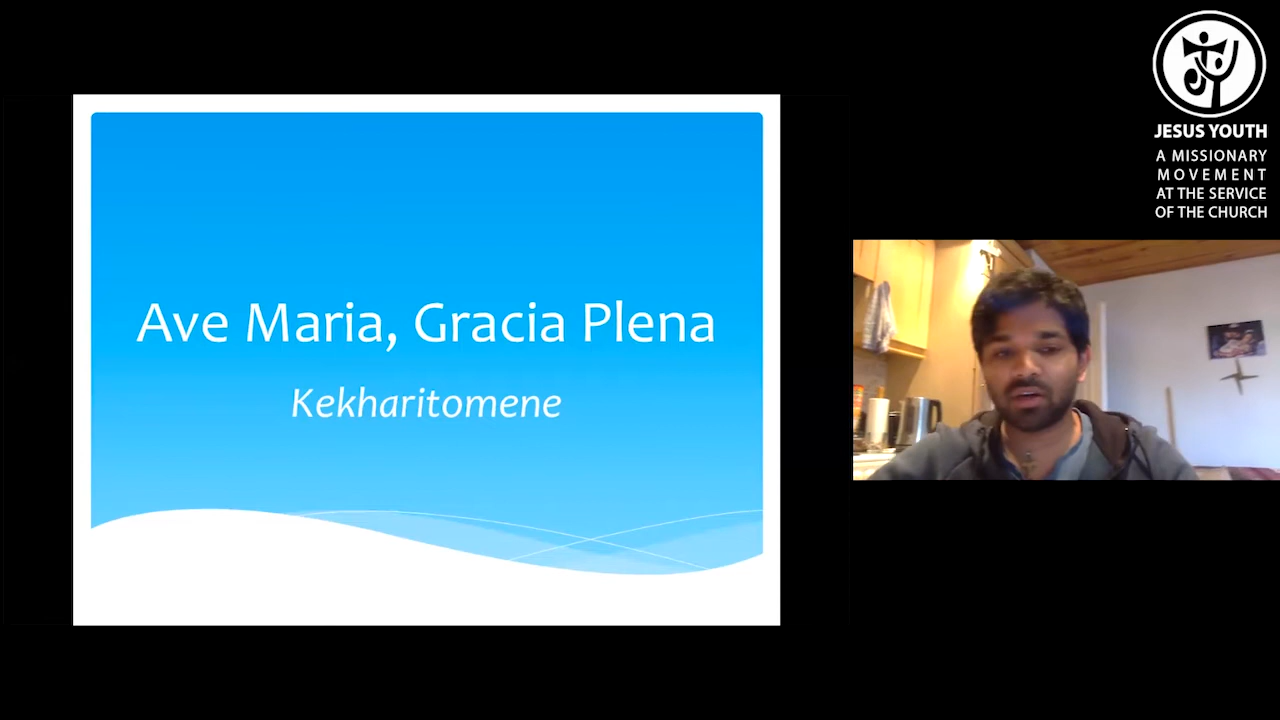 Ave Maria, Gracia Plena
Kekharitomene
JESUS YOUTH
A MISSIONARY
MOVEMENT
AT THE SERVICE
OF THE CHURCH